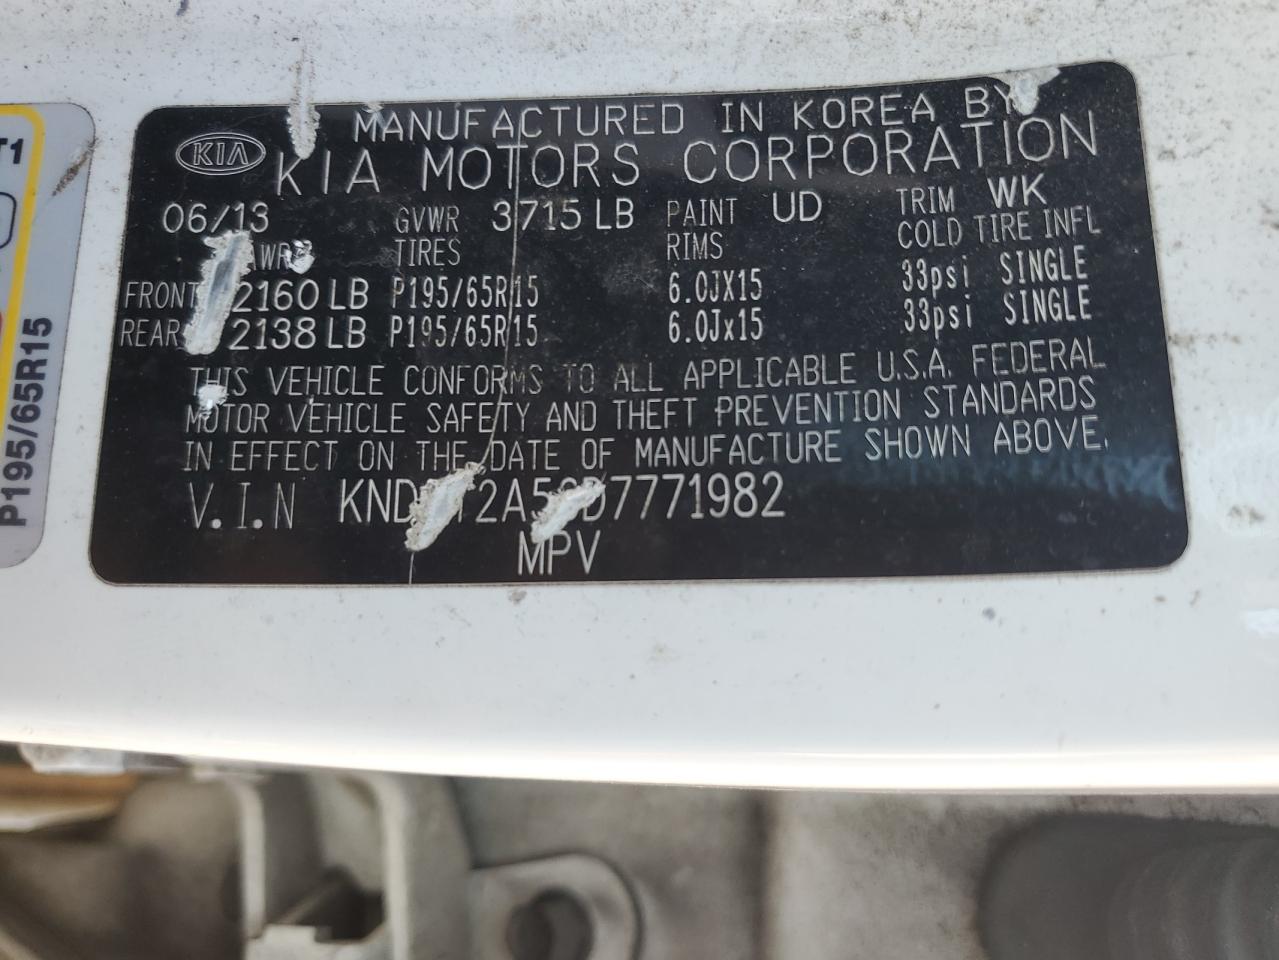 MANUFACTURED IN KOREA BY
KIA KIA MOTORS CORPORATION
06/13 GVWR 3715 LB PAINT UD TRIM WK
TIRES RIMS COLD TIRE INFL
FRONT 2160 LB P195/65R15 6.0JX15 33psi SINGLE
REAR 2138 LB P195/65R15 6.0Jx15 33psi SINGLE
THIS VEHICLE CONFORMS TO ALL APPLICABLE U.S.A. FEDERAL
MOTOR VEHICLE SAFETY AND THEFT PREVENTION STANDARDS
IN EFFECT ON THE DATE OF MANUFACTURE SHOWN ABOVE.
V.I.N
MPV
T1
P195/65R15